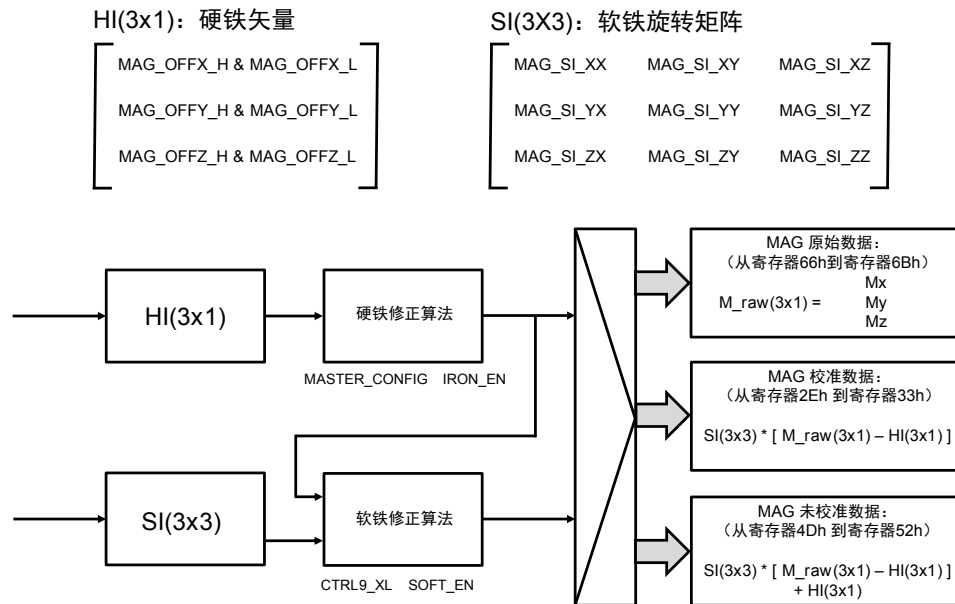 HI(3x1)：硬铁矢量
SI(3X3)：软铁旋转矩阵
MAG_OFFX_H & MAG_OFFX_L
MAG_OFFY_H & MAG_OFFY_L
MAG_OFFZ_H & MAG_OFFZ_L
MAG_SI_XX MAG_SI_XY MAG_SI_XZ
MAG_SI_YX MAG_SI_YY MAG_SI_YZ
MAG_SI_ZX MAG_SI_ZY MAG_SI_ZZ
HI(3x1)
硬铁修正算法
MASTER_CONFIG IRON_EN
SI(3x3)
软铁修正算法
CTRL9_XL SOFT_EN
MAG 原始数据：
（从寄存器66h到寄存器6Bh）
Mx
M_raw(3x1) = My
Mz
MAG 校准数据：
（从寄存器2Eh 到寄存器33h）
SI(3x3) * [ M_raw(3x1) – HI(3x1) ]
MAG 未校准数据：
（从寄存器4Dh 到寄存器52h）
SI(3x3) * [ M_raw(3x1) – HI(3x1) ]
+ HI(3x1)